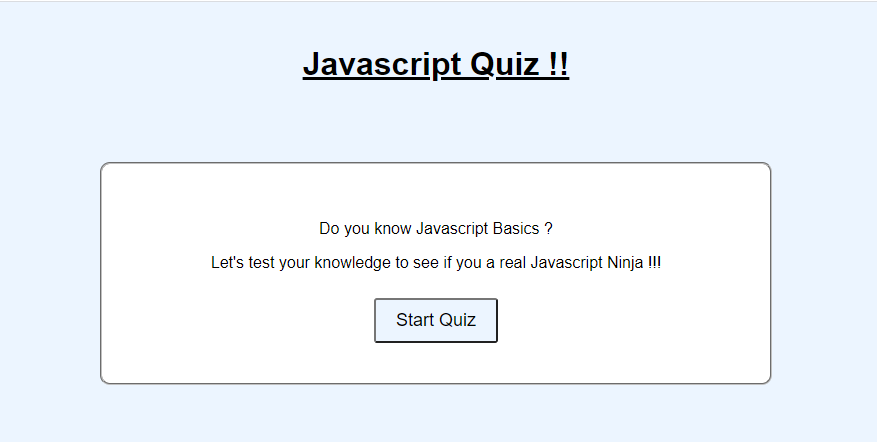 Javascript Quiz !!
Do you know Javascript Basics ?
Let's test your knowledge to see if you a real Javascript Ninja !!!
Start Quiz